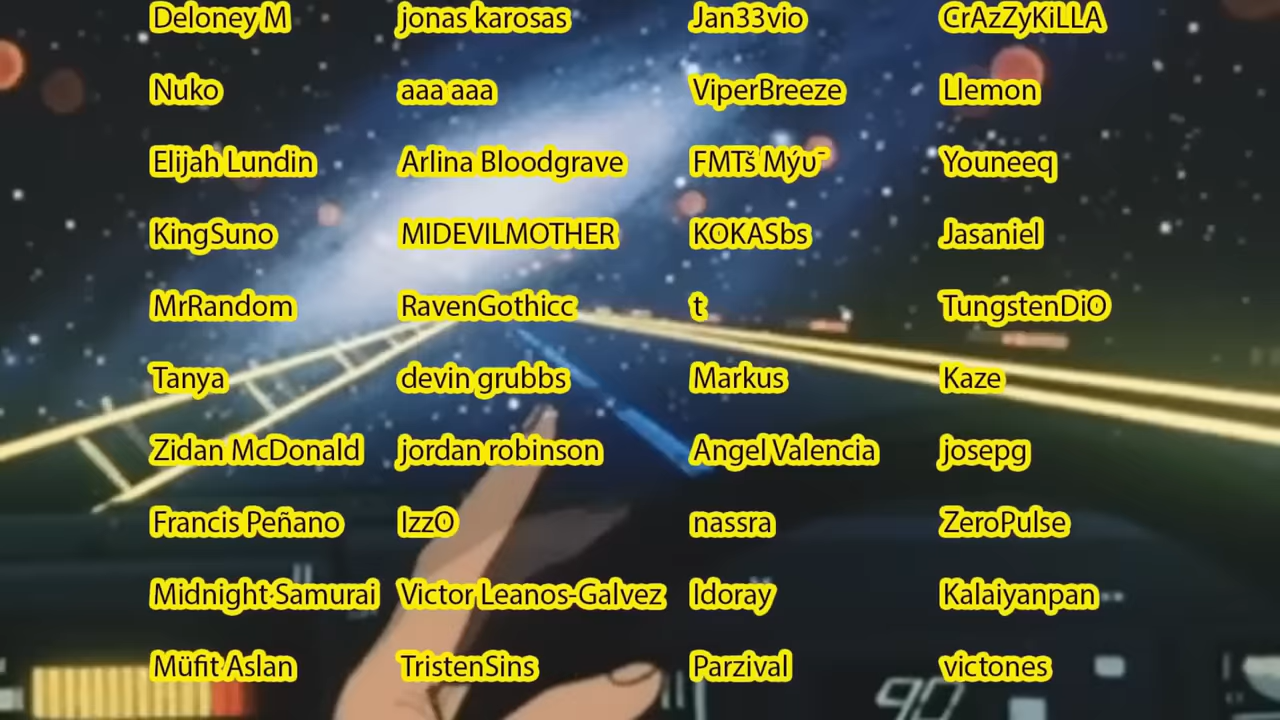 Deloney M jonas karosas Jan33vio CrAzZyKiLLA
Nuko aaa aaa ViperBreeze Llemon
Elijah Lundin Arlina Bloodgrave FMTš Mýυ¯ Youneeq
KingSuno MIDEVILMOTHER KOKASbs Jasaniel
MrRandom RavenGothicc t TungstenDiO
Tanya devin grubbs Markus Kaze
Zidan McDonald jordan robinson Angel Valencia josepg
Francis Peñano IzzO nassra ZeroPulse
Midnight-Samurai Victor Leanos-Galvez Idoray Kalaiyanpan
Müfit Aslan TristenSins Parzival victones
90